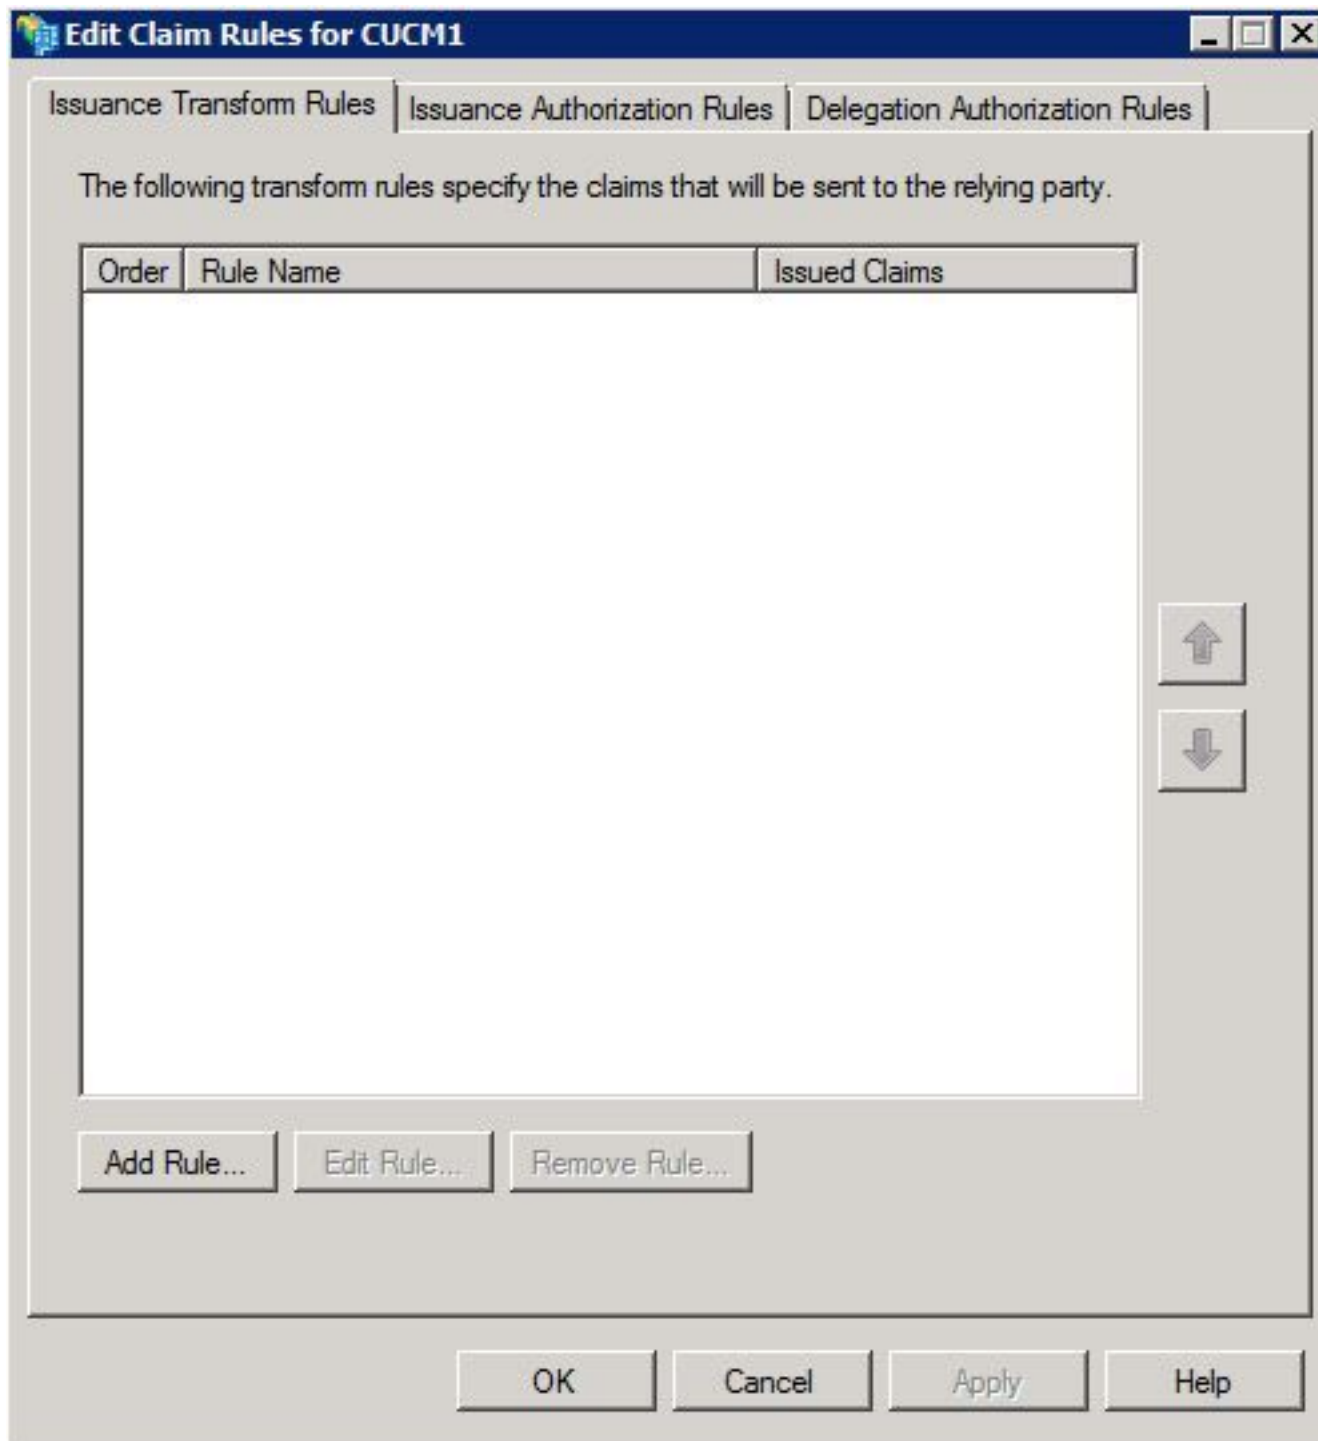 Edit Claim Rules for CUCM1
Issuance Transform Rules Issuance Authorization Rules Delegation Authorization Rules
The following transform rules specify the claims that will be sent to the relying party.
Order Rule Name Issued Claims
Add Rule... Edit Rule... Remove Rule...
OK Cancel Apply Help